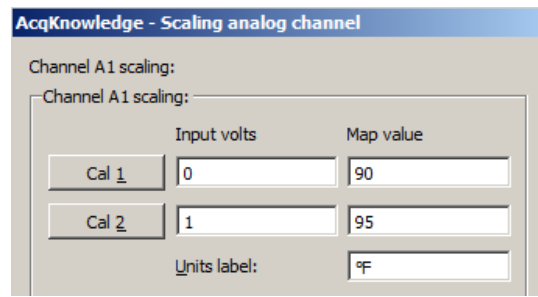 AcqKnowledge - Scaling analog channel
Channel A1 scaling:
Channel A1 scaling:
Input volts Map value
Cal 1 0 90
Cal 2 1 95
Units label: ºF